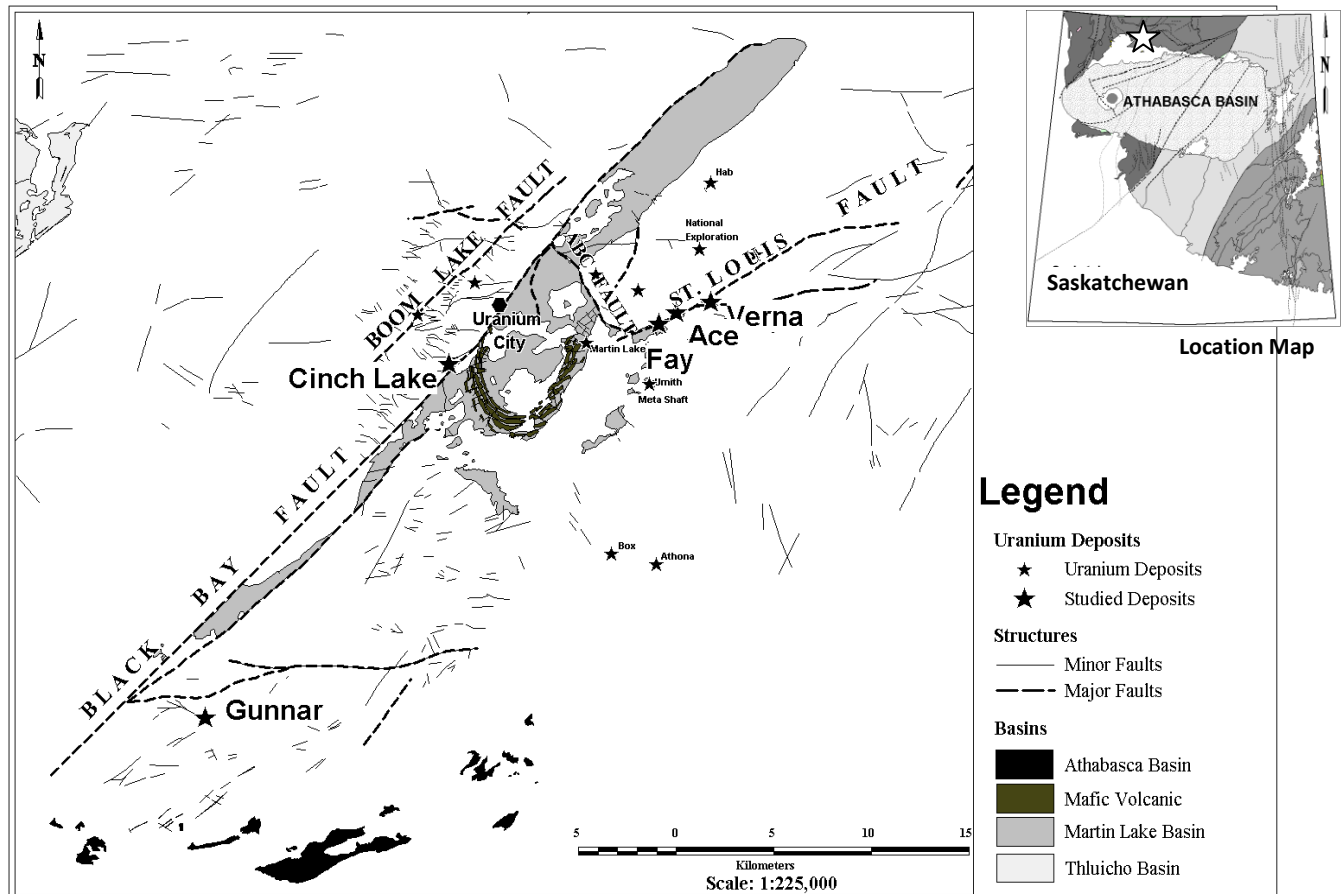 N
BOOM LAKE FAULT
ABC FAULT
ST. LOUIS FAULT
BLACK BAY FAULT
Hab
National
Exploration
Uranium
City
Verna
Ace
Fay
Martin Lake
Cinch Lake
Meta Shaft
Box
Athona
Gunnar
5 0 5 10 15
Kilometers
Scale: 1:225,000
N
ATHABASCA BASIN
Saskatchewan
Location Map
Legend
Uranium Deposits
Uranium Deposits
Studied Deposits
Structures
Minor Faults
Major Faults
Basins
Athabasca Basin
Mafic Volcanic
Martin Lake Basin
Thluicho Basin